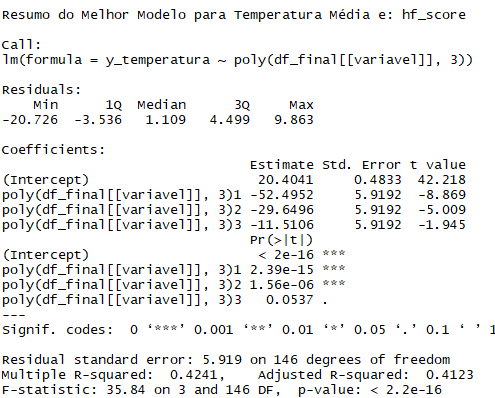 Resumo do Melhor Modelo para Temperatura Média e: hf_score
Call:
lm(formula = y_temperatura ~ poly(df_final[[variavel]], 3))
Residuals:
    Min      1Q  Median      3Q     Max
-20.726  -3.536   1.109   4.499   9.863
Coefficients:
                               Estimate Std. Error t value
(Intercept)                     20.4041     0.4833  42.218
poly(df_final[[variavel]], 3)1 -52.4952     5.9192  -8.869
poly(df_final[[variavel]], 3)2 -29.6496     5.9192  -5.009
poly(df_final[[variavel]], 3)3 -11.5106     5.9192  -1.945
                               Pr(>|t|)
(Intercept)                     < 2e-16 ***
poly(df_final[[variavel]], 3)1 2.39e-15 ***
poly(df_final[[variavel]], 3)2 1.56e-06 ***
poly(df_final[[variavel]], 3)3   0.0537 .
---
Signif. codes:  0 ‘***’ 0.001 ‘**’ 0.01 ‘*’ 0.05 ‘.’ 0.1 ‘ ’ 1
Residual standard error: 5.919 on 146 degrees of freedom
Multiple R-squared:  0.4241,    Adjusted R-squared:  0.4123
F-statistic: 35.84 on 3 and 146 DF,  p-value: < 2.2e-16